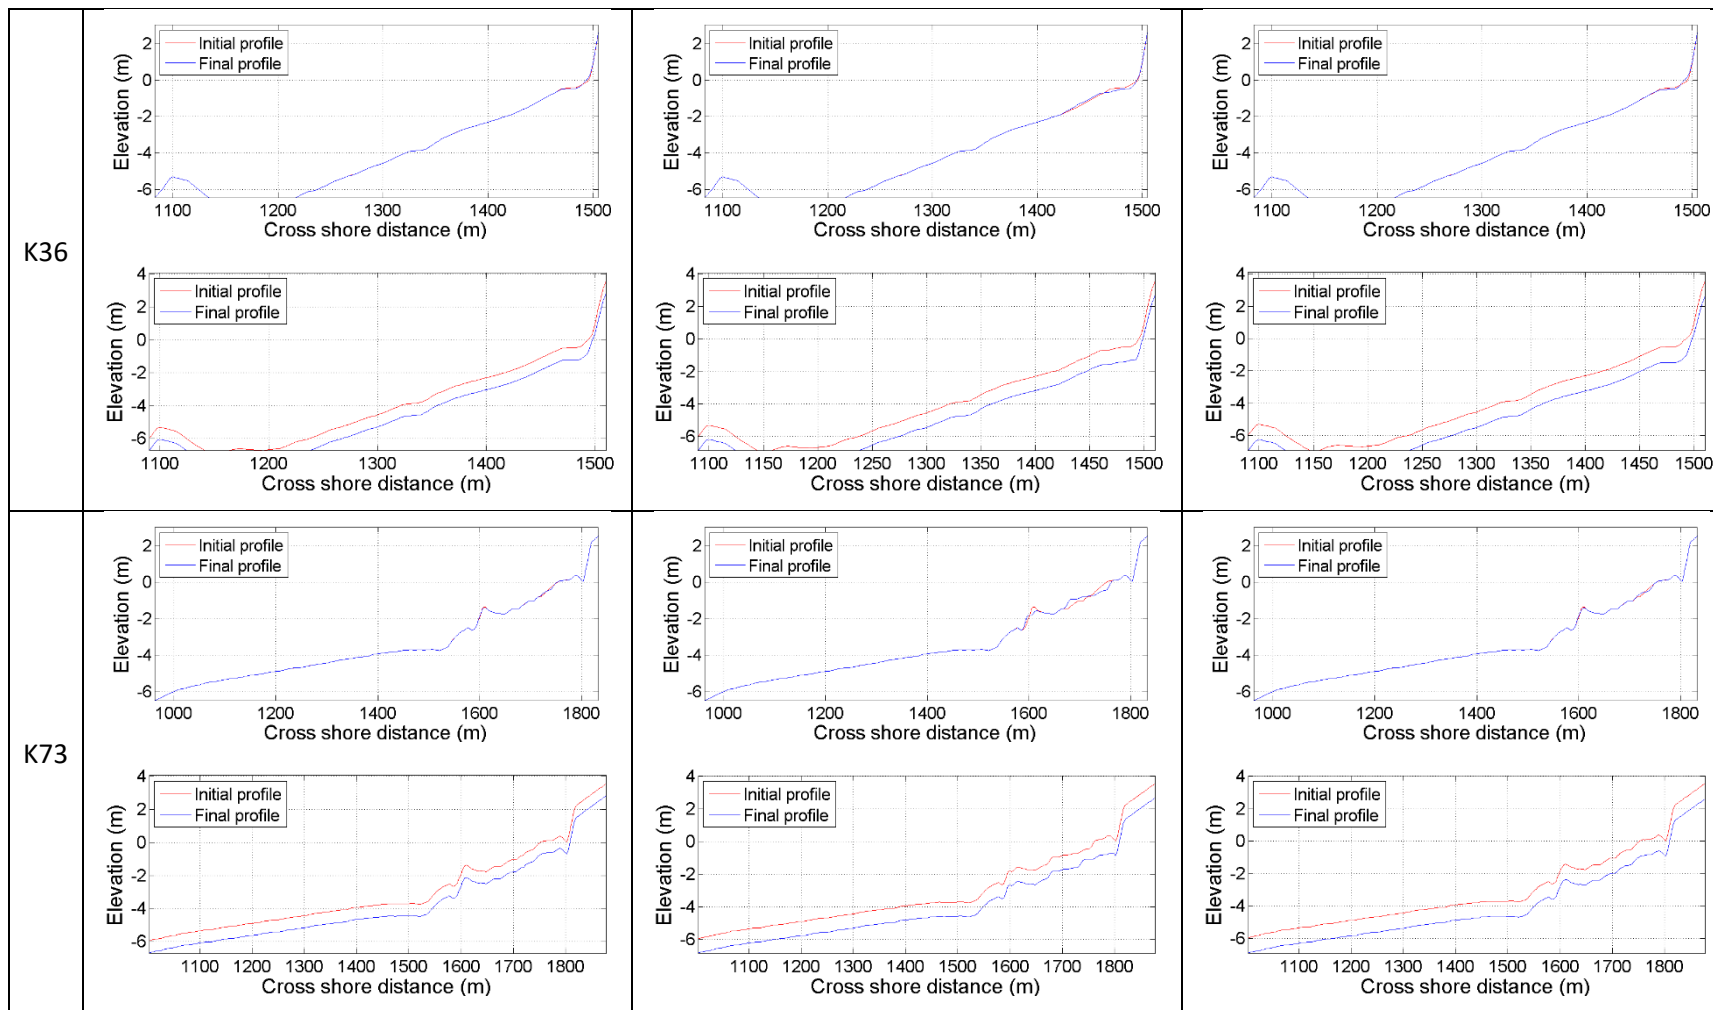 K36
2
0
-2
-4
-6
Elevation (m)
Initial profile
Final profile
1100 1200 1300 1400 1500
Cross shore distance (m)
2
0
-2
-4
-6
Elevation (m)
Initial profile
Final profile
1100 1200 1300 1400 1500
Cross shore distance (m)
2
0
-2
-4
-6
Elevation (m)
Initial profile
Final profile
1100 1200 1300 1400 1500
Cross shore distance (m)
4
2
0
-2
-4
-6
Elevation (m)
Initial profile
Final profile
1100 1200 1300 1400 1500
Cross shore distance (m)
4
2
0
-2
-4
-6
Elevation (m)
Initial profile
Final profile
1100 1150 1200 1250 1300 1350 1400 1450 1500
Cross shore distance (m)
4
2
0
-2
-4
-6
Elevation (m)
Initial profile
Final profile
1100 1150 1200 1250 1300 1350 1400 1450 1500
Cross shore distance (m)
K73
2
0
-2
-4
-6
Elevation (m)
Initial profile
Final profile
1000 1200 1400 1600 1800
Cross shore distance (m)
2
0
-2
-4
-6
Elevation (m)
Initial profile
Final profile
1000 1200 1400 1600 1800
Cross shore distance (m)
2
0
-2
-4
-6
Elevation (m)
Initial profile
Final profile
1000 1200 1400 1600 1800
Cross shore distance (m)
4
2
0
-2
-4
-6
Elevation (m)
Initial profile
Final profile
1100 1200 1300 1400 1500 1600 1700 1800
Cross shore distance (m)
4
2
0
-2
-4
-6
Elevation (m)
Initial profile
Final profile
1100 1200 1300 1400 1500 1600 1700 1800
Cross shore distance (m)
4
2
0
-2
-4
-6
Elevation (m)
Initial profile
Final profile
1100 1200 1300 1400 1500 1600 1700 1800
Cross shore distance (m)